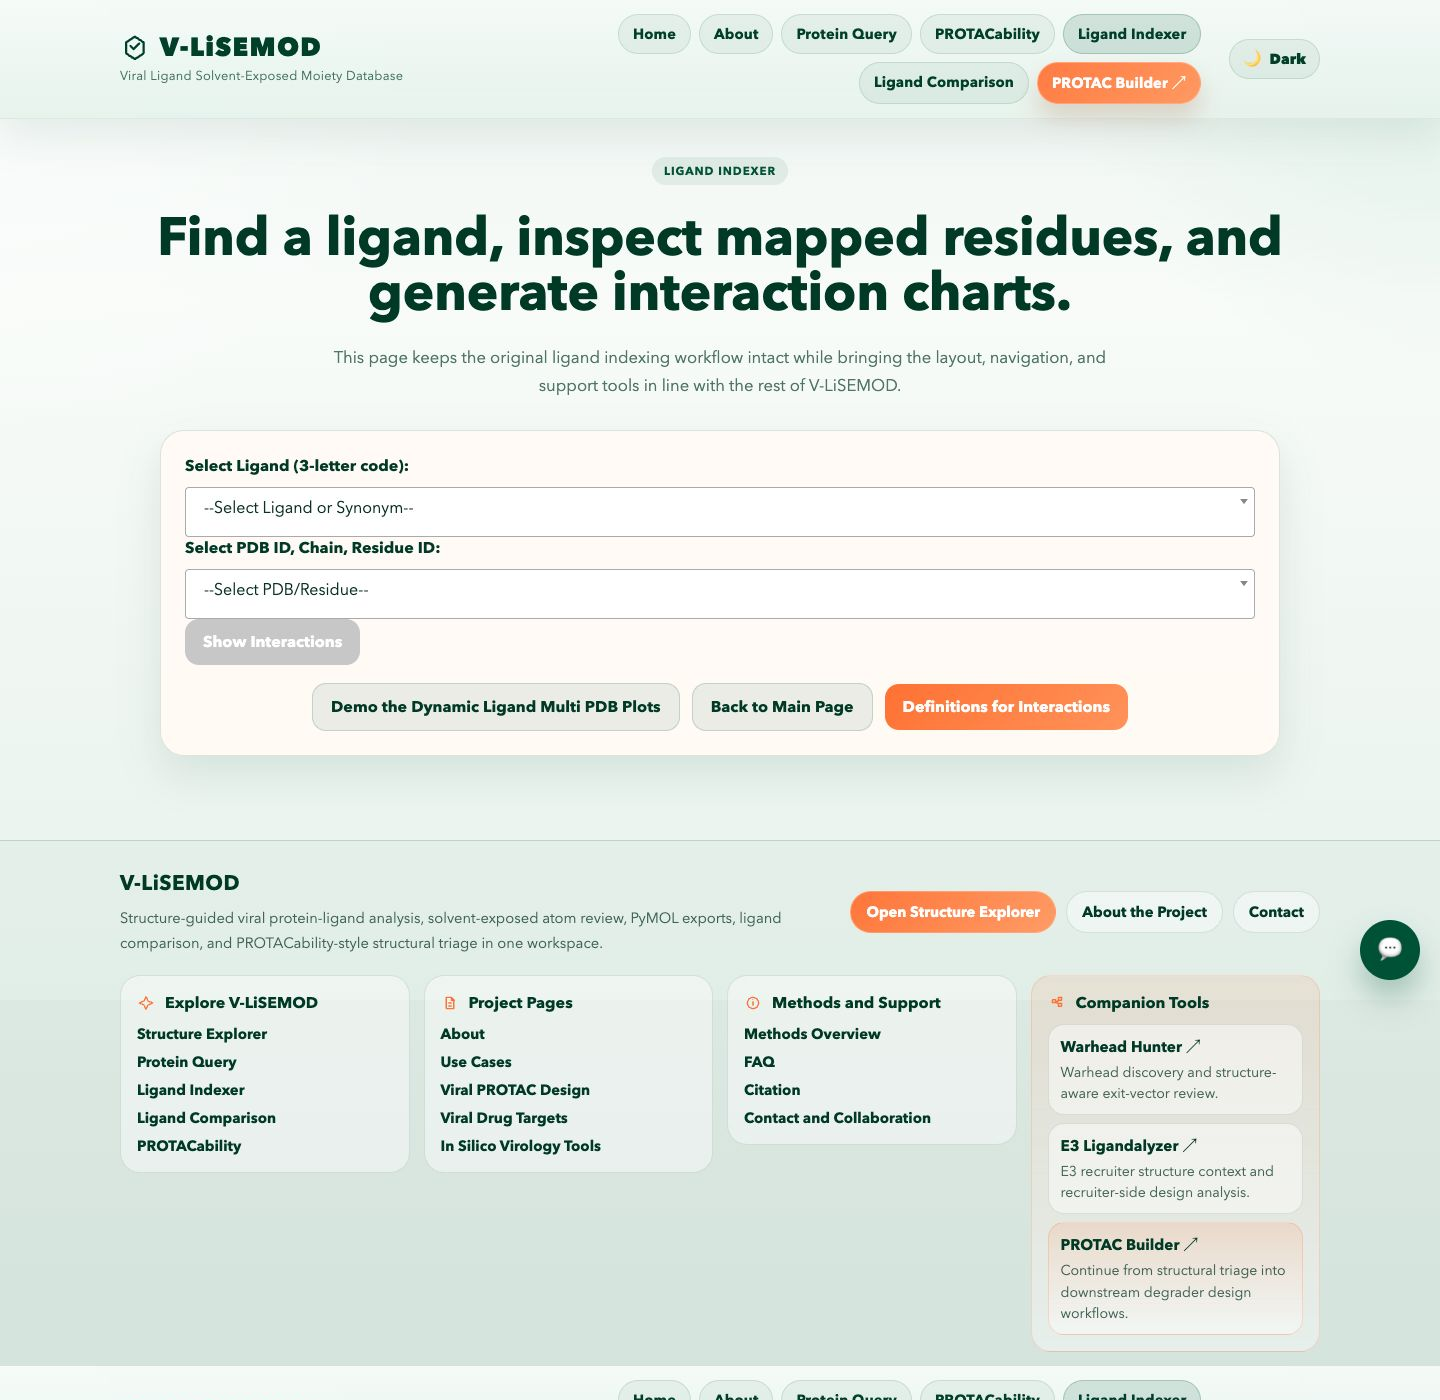 V-LiSEMOD
Viral Ligand Solvent-Exposed Moiety Database
Home
About
Protein Query
PROTACability
Ligand Indexer
Ligand Comparison
PROTAC Builder ↗
🌙 Dark
LIGAND INDEXER
Find a ligand, inspect mapped residues, and
generate interaction charts.
This page keeps the original ligand indexing workflow intact while bringing the layout, navigation, and
support tools in line with the rest of V-LiSEMOD.
Select Ligand (3-letter code):
--Select Ligand or Synonym--
Select PDB ID, Chain, Residue ID:
--Select PDB/Residue--
Show Interactions
Demo the Dynamic Ligand Multi PDB Plots
Back to Main Page
Definitions for Interactions
V-LiSEMOD
Structure-guided viral protein-ligand analysis, solvent-exposed atom review, PyMOL exports, ligand
comparison, and PROTACability-style structural triage in one workspace.
Open Structure Explorer
About the Project
Contact
Explore V-LiSEMOD
Structure Explorer
Protein Query
Ligand Indexer
Ligand Comparison
PROTACability
Project Pages
About
Use Cases
Viral PROTAC Design
Viral Drug Targets
In Silico Virology Tools
Methods and Support
Methods Overview
FAQ
Citation
Contact and Collaboration
Companion Tools
Warhead Hunter ↗
Warhead discovery and structure-
aware exit-vector review.
E3 Ligandalyzer ↗
E3 recruiter structure context and
recruiter-side design analysis.
PROTAC Builder ↗
Continue from structural triage into
downstream degrader design
workflows.
Home
About
Protein Query
PROTACability
Ligand Indexer